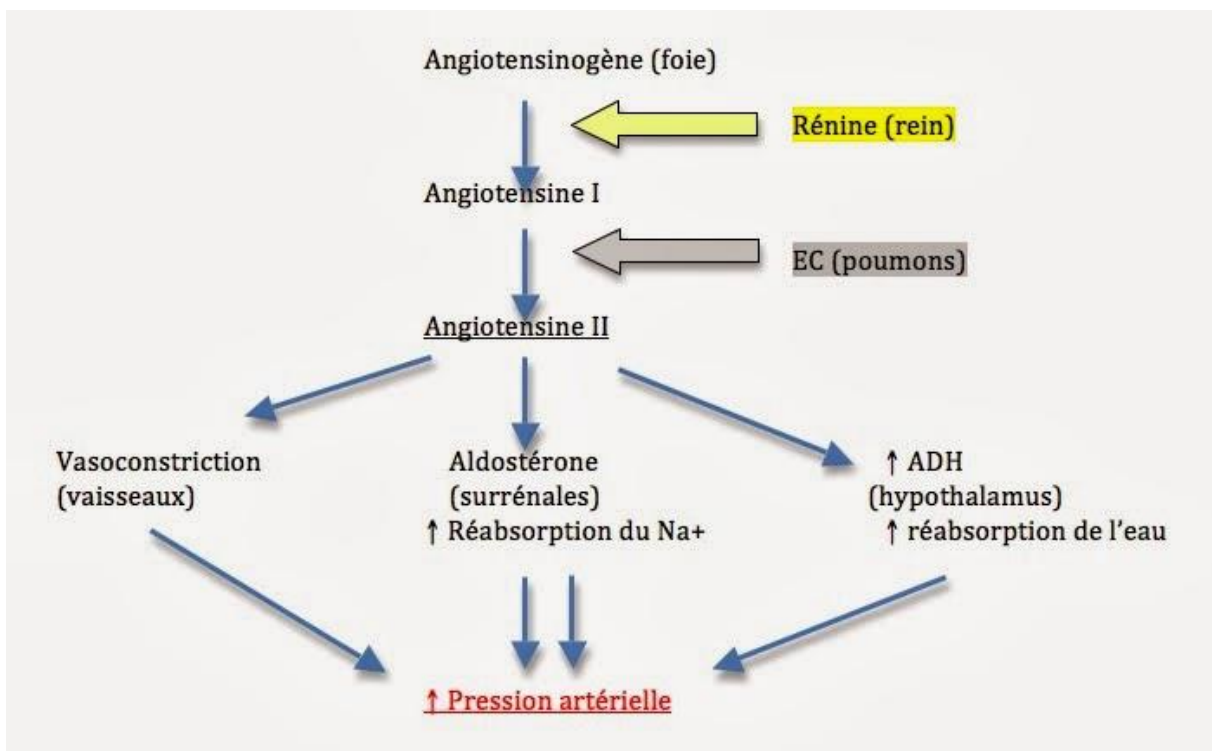 Angiotensinogène (foie)
Rénine (rein)
Angiotensine I
EC (poumons)
Angiotensine II
Vasoconstriction
(vaisseaux)
Aldostérone
(surrénales)
↑ Réabsorption du Na+
↑ ADH
(hypothalamus)
↑ réabsorption de l'eau
↑ Pression artérielle